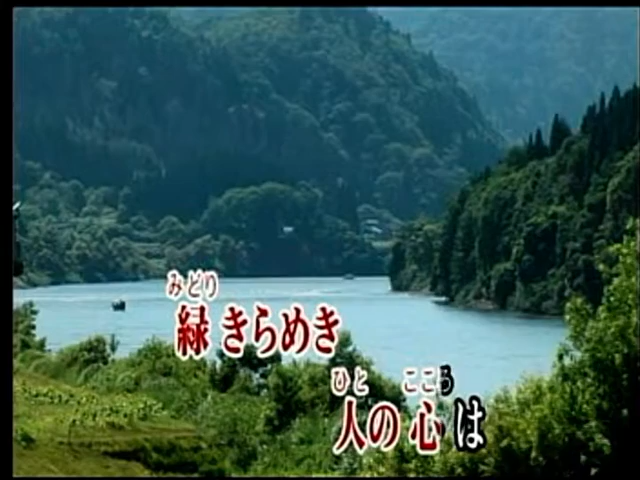 みどり
緑きらめき
ひと こころ
人の心は